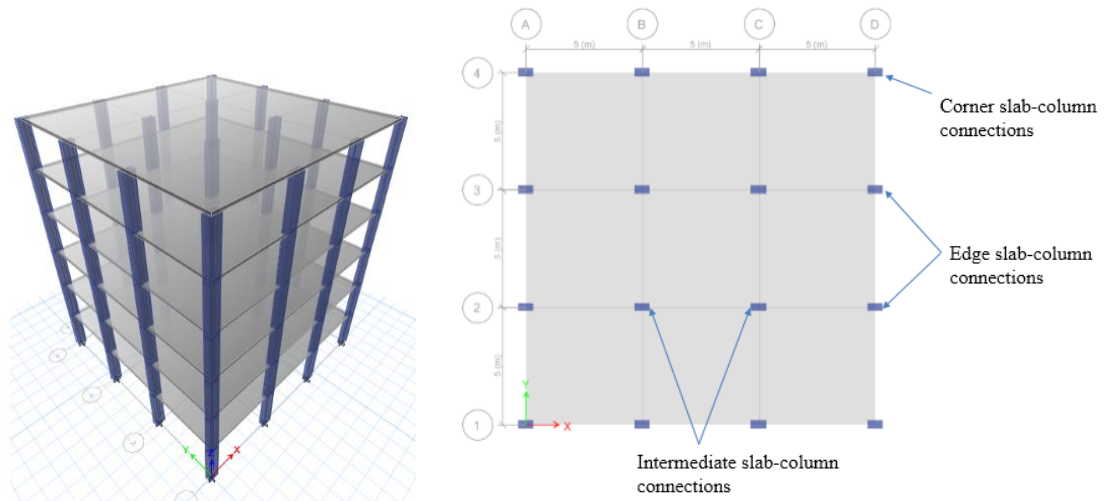 A B C D
5 (m) 5 (m) 5 (m)
4
Corner slab-column
connections
5 (m)
3
Edge slab-column
connections
5 (m)
2
5 (m)
Y
1
X
Intermediate slab-column
connections
Y Z X